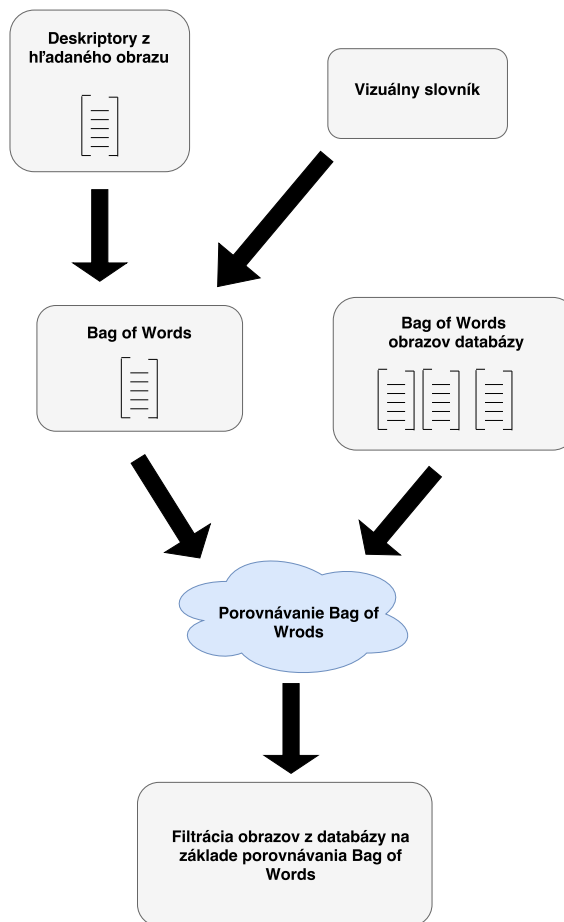 Deskriptory z
hľadaného obrazu
Vizuálny slovník
Bag of Words
Bag of Words
obrazov databázy
Porovnávanie Bag of
Wrods
Filtrácia obrazov z databázy na
základe porovnávania Bag of
Words